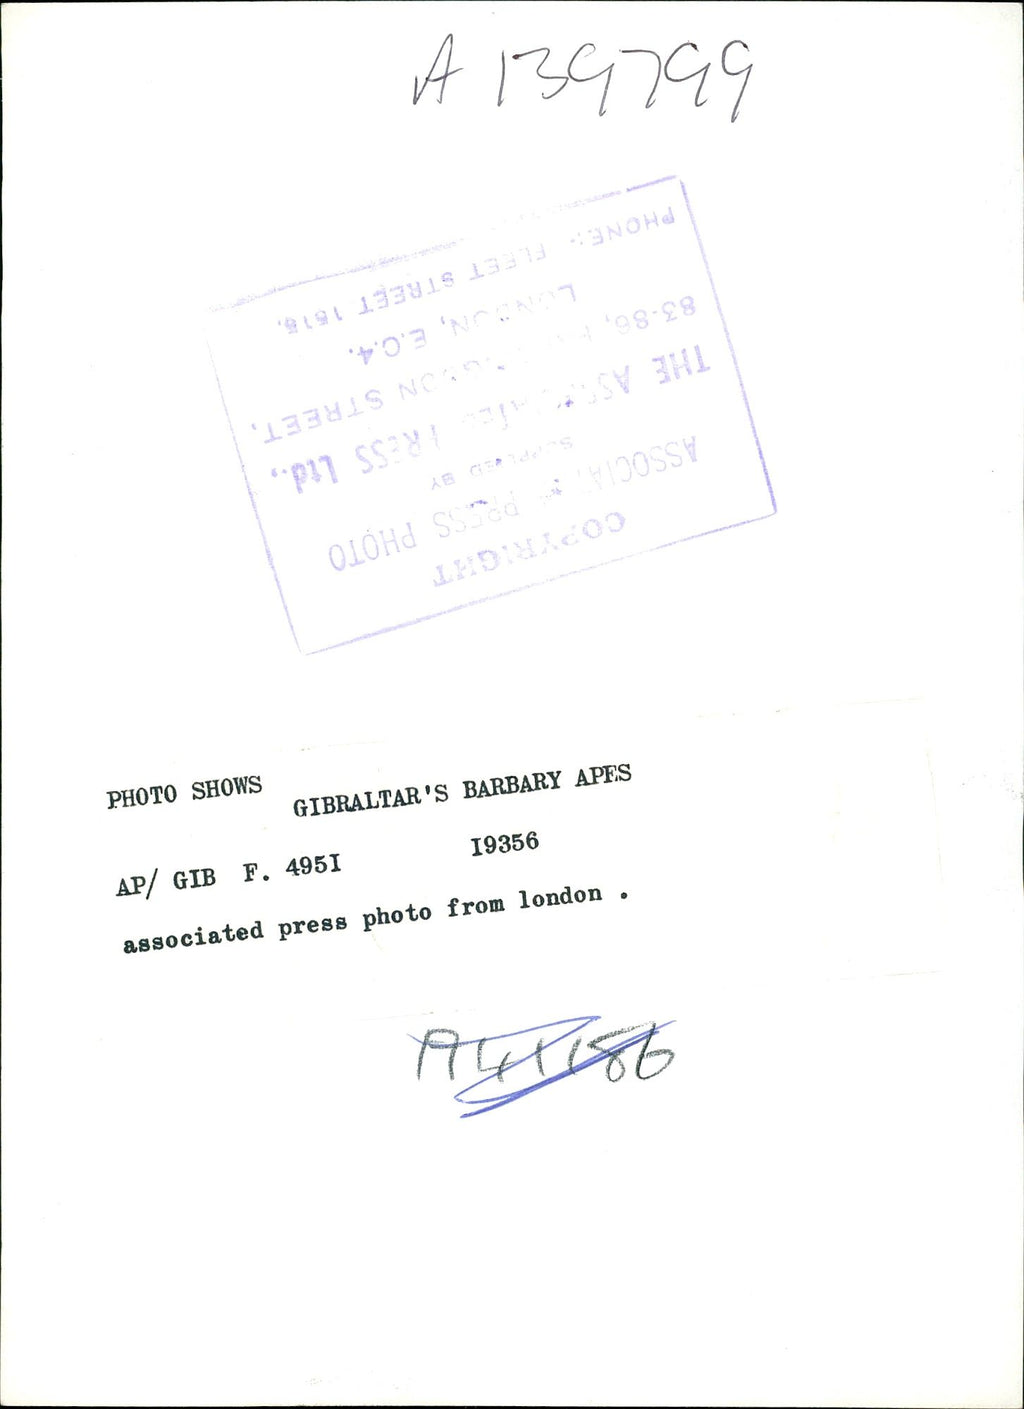 A 139799
COPYRIGHT
ASSOCIATED PRESS PHOTO
SUPPLIED BY
THE ASSOCIATED PRESS Ltd.,
83-86, FARRINGDON STREET,
LONDON, E.C.4.
PHONE:- FLEET STREET 1515.
PHOTO SHOWS GIBRALTAR'S BARBARY APES
AP/ GIB F. 495I I9356
associated press photo from london .
A41186